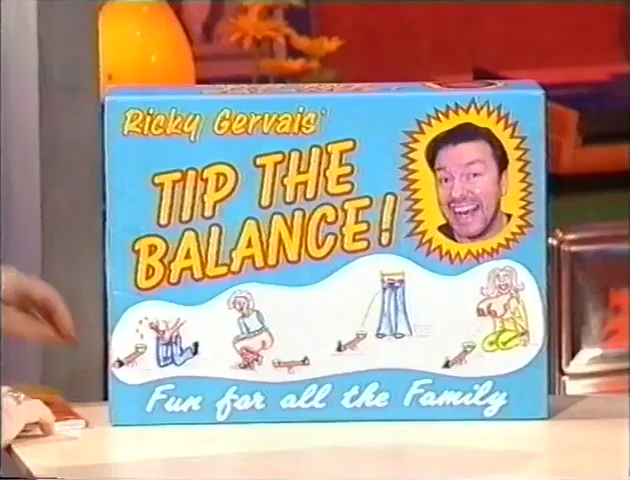 Ricky Gervais'
TIP THE
BALANCE!
Fun for all the Family